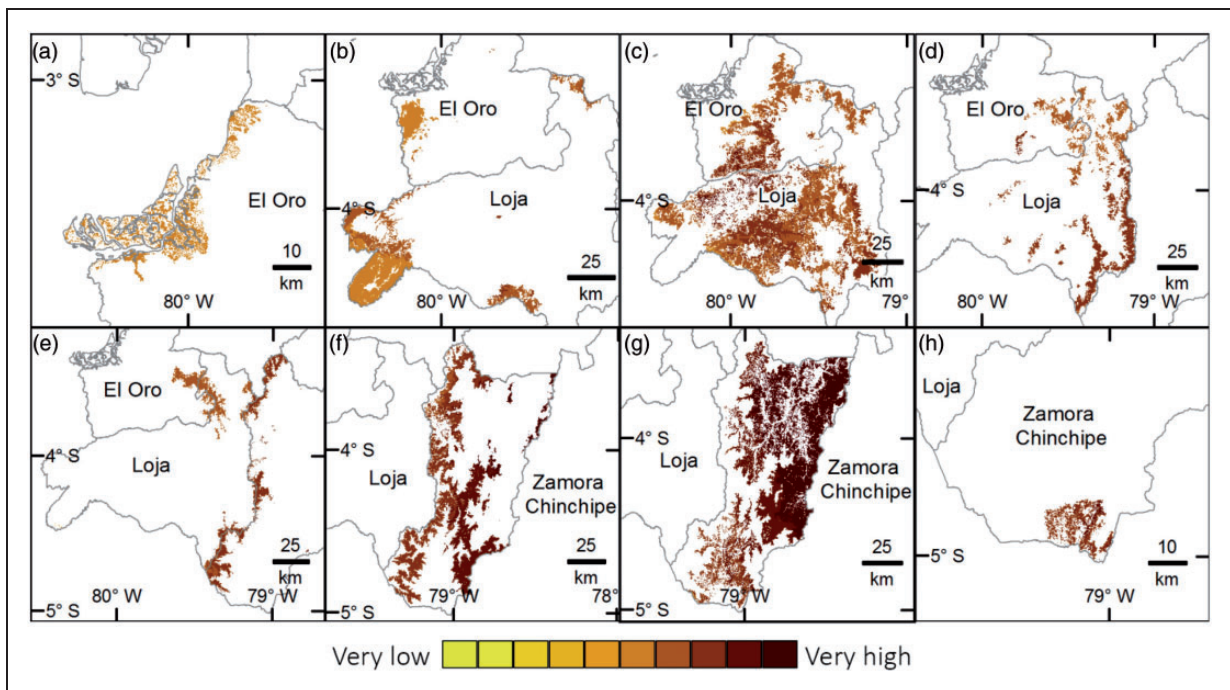 (a)
3° S
El Oro
10
km
80° W
(b)
El Oro
Loja
4° S
25
km
80° W
(c)
El Oro
4° S
Loja
25
km
80° W
79°
(d)
El Oro
4° S
Loja
25
km
80° W
79° W
(e)
El Oro
4° S
Loja
25
km
80° W
79° W
5° S
(f)
4° S
Loja
Zamora
Chinchipe
25
km
79° W
78°
5° S
(g)
4° S
Loja
Zamora
Chinchipe
25
km
79° W
5° S
(h)
Loja
Zamora
Chinchipe
5° S
10
km
79° W
Very low
Very high